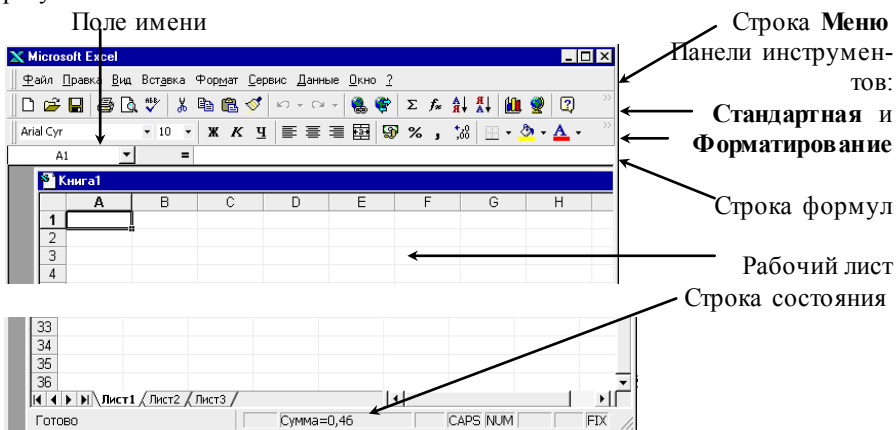 Поле имени
Строка Меню
Панели инструмен-
тов:
Стандартная и
Форматирование
Строка формул
Рабочий лист
Строка состояния
Microsoft Excel
Файл Правка Вид Вставка Формат Сервис Данные Окно ?
Arial Cyr 10 Ж К Ч % ,
A1 =
Книга1
A B C D E F G H
1
2
3
4
33
34
35
36
Лист1 Лист2 Лист3
Готово Сумма=0,46 CAPS NUM FIX